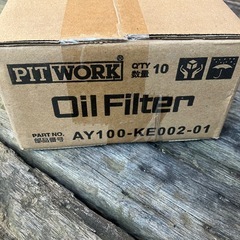 PITWORK
QTY 10
数量
Oil Filter
PART NO.
部品番号 AY100-KE002-01